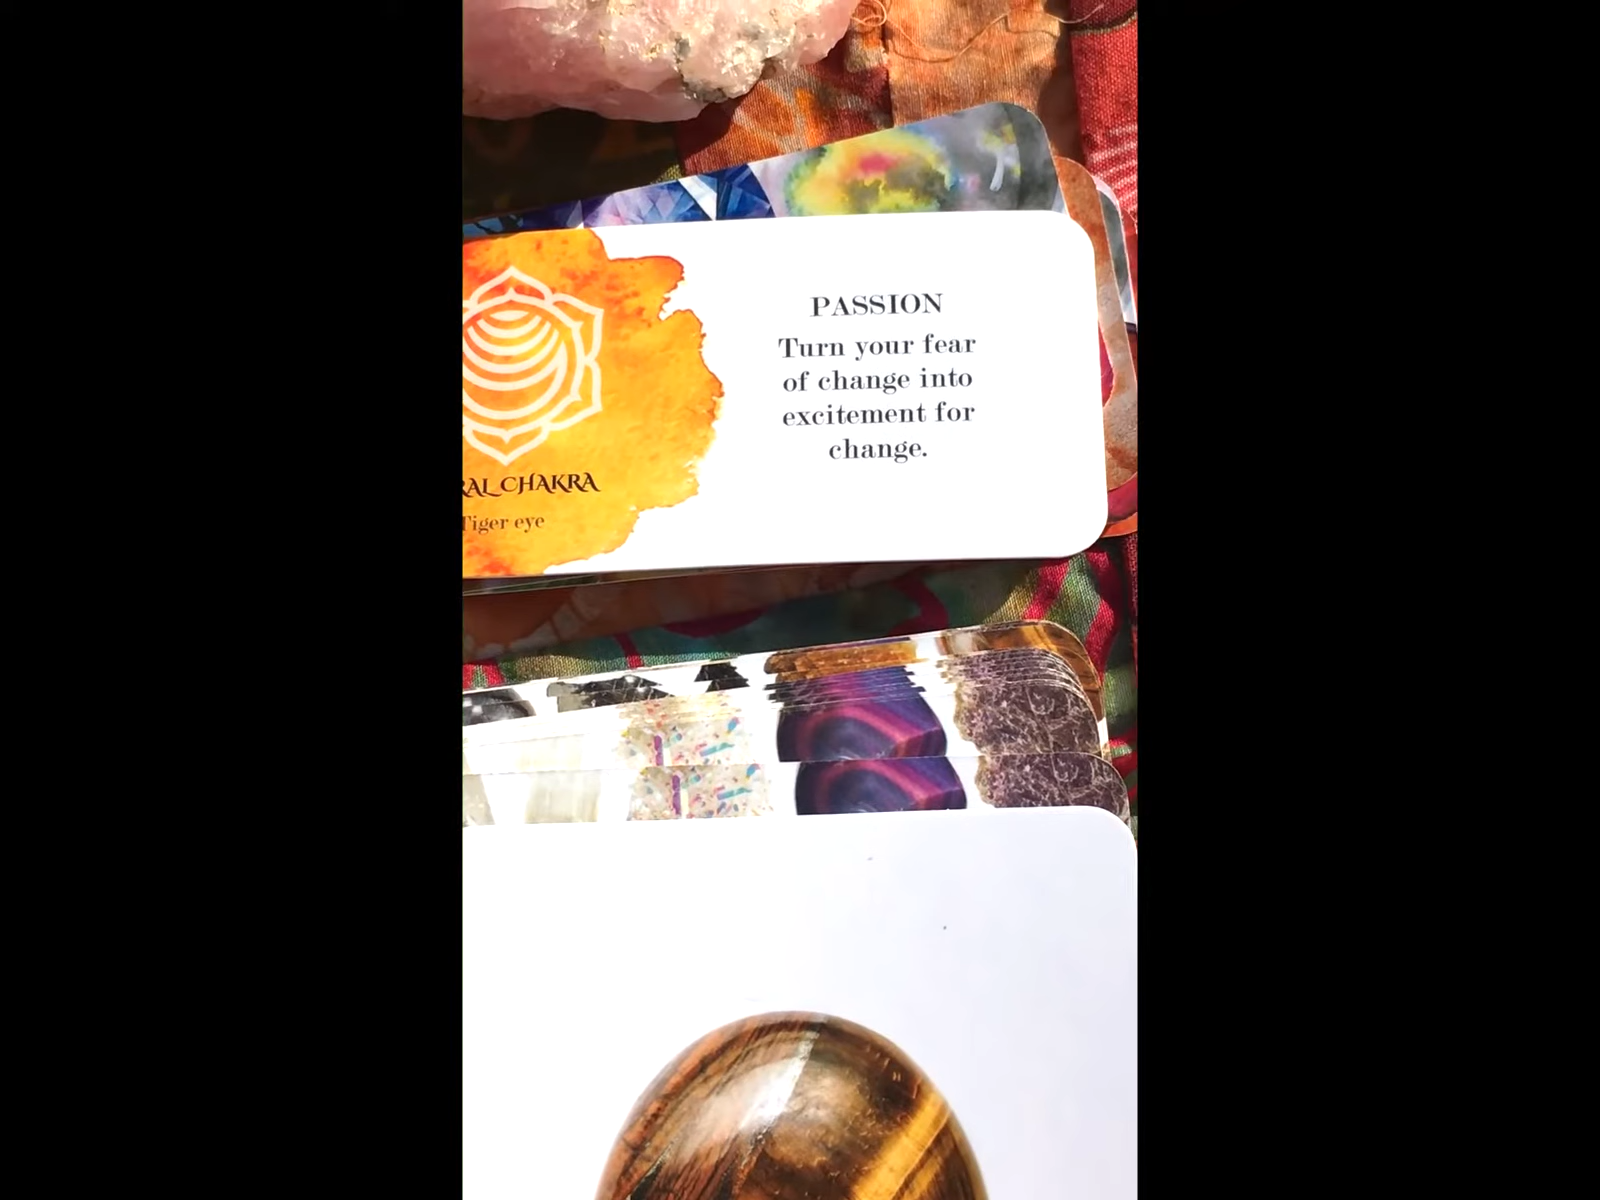 PASSION
Turn your fear
of change into
excitement for
change.
RAL CHAKRA
Tiger eye